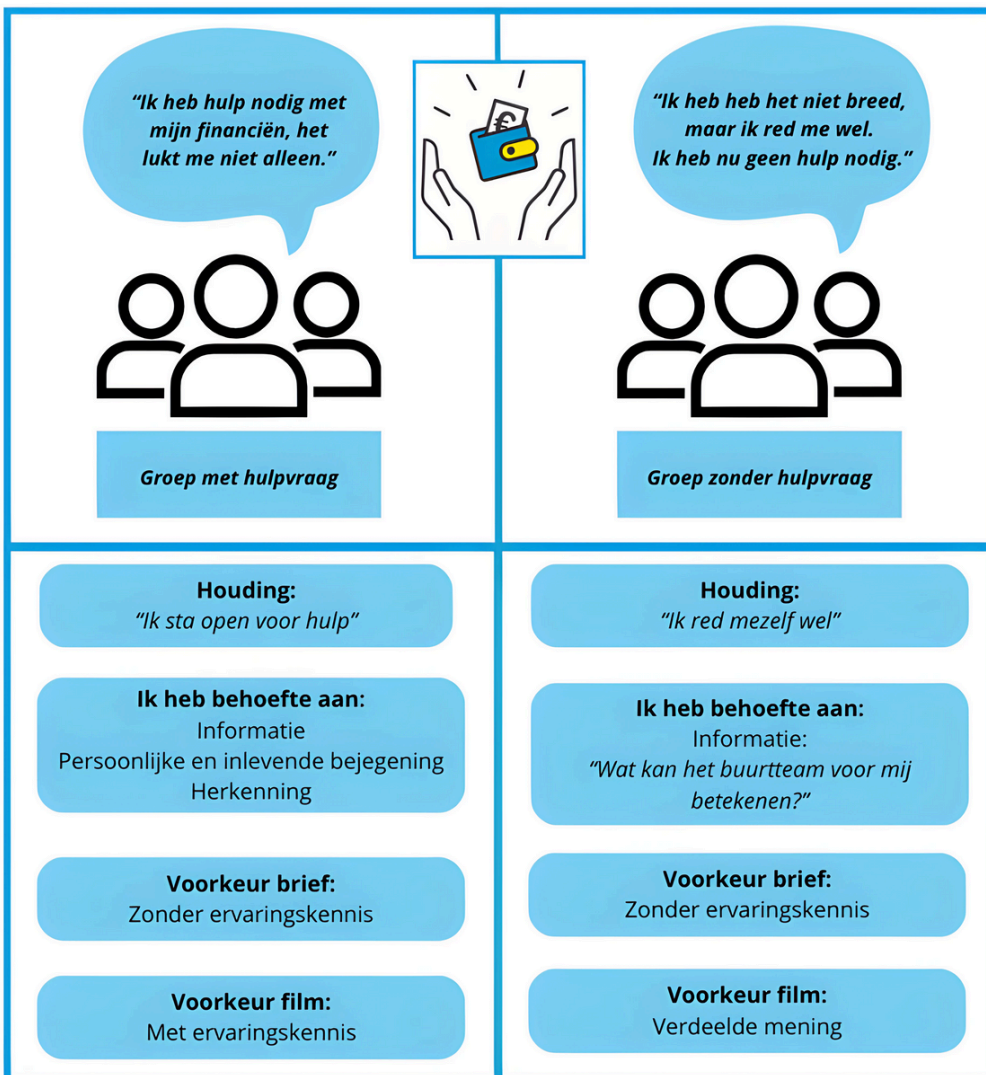 “Ik heb hulp nodig met
mijn financiën, het
lukt me niet alleen.”
€
“Ik heb heb het niet breed,
maar ik red me wel.
Ik heb nu geen hulp nodig.”
Groep met hulpvraag
Groep zonder hulpvraag
Houding:
“Ik sta open voor hulp”
Ik heb behoefte aan:
Informatie
Persoonlijke en inlevende bejegening
Herkenning
Voorkeur brief:
Zonder ervaringskennis
Voorkeur film:
Met ervaringskennis
Houding:
“Ik red mezelf wel”
Ik heb behoefte aan:
Informatie:
“Wat kan het buurtteam voor mij
betekenen?”
Voorkeur brief:
Zonder ervaringskennis
Voorkeur film:
Verdeelde mening